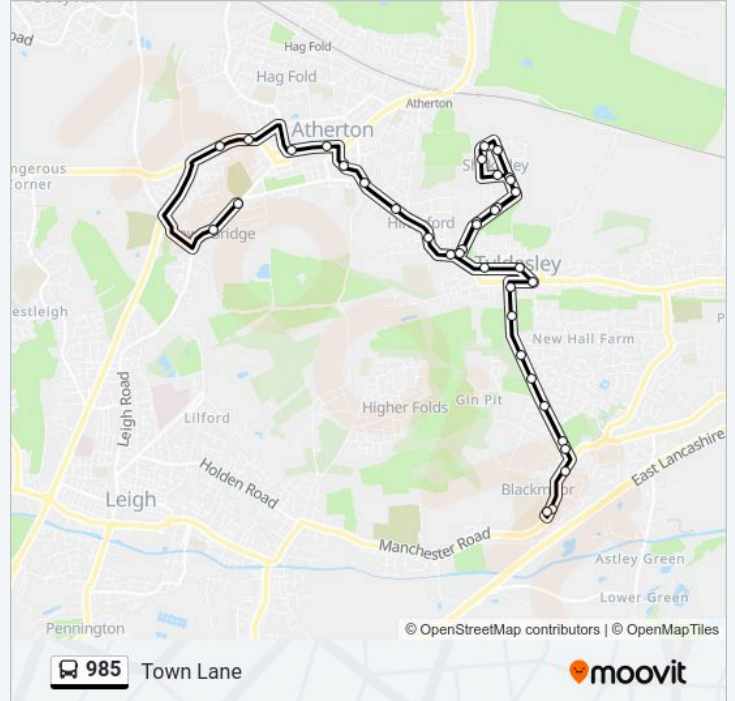 Hag Fold
Hag Fold
Atherton
Atherton
ngerous
orner
Tyldesley
New Hall Farm
estleigh
Leigh Road
Gin Pit
Higher Folds
Lilford
Holden Road
East Lancashire
Leigh
Manchester Road
Astley Green
Lower Green
Pennington
© OpenStreetMap contributors | © OpenMapTiles
985 Town Lane
moovit